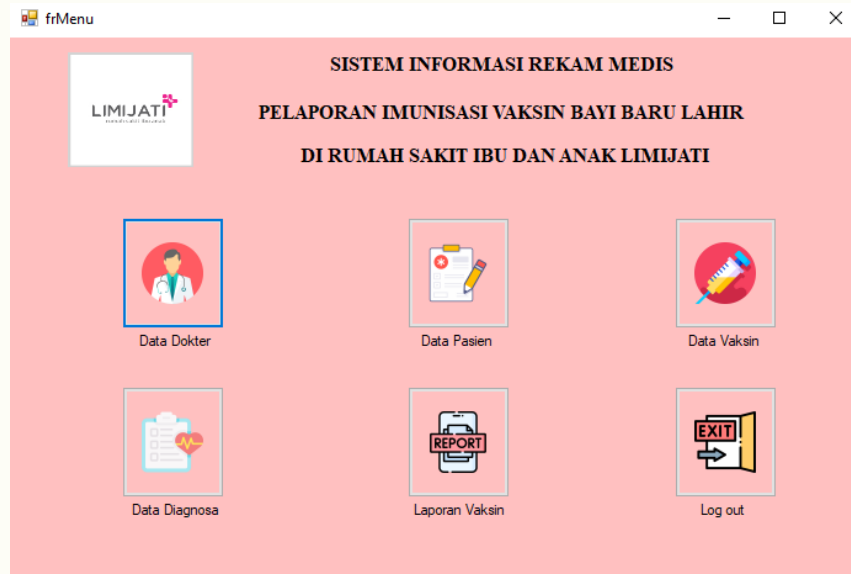 frMenu
SISTEM INFORMASI REKAM MEDIS
LIMIJATI
PELAPORAN IMUNISASI VAKSIN BAYI BARU LAHIR
DI RUMAH SAKIT IBU DAN ANAK LIMIJATI
Data Dokter
Data Pasien
Data Vaksin
REPORT
EXIT
Data Diagnosa
Laporan Vaksin
Log out